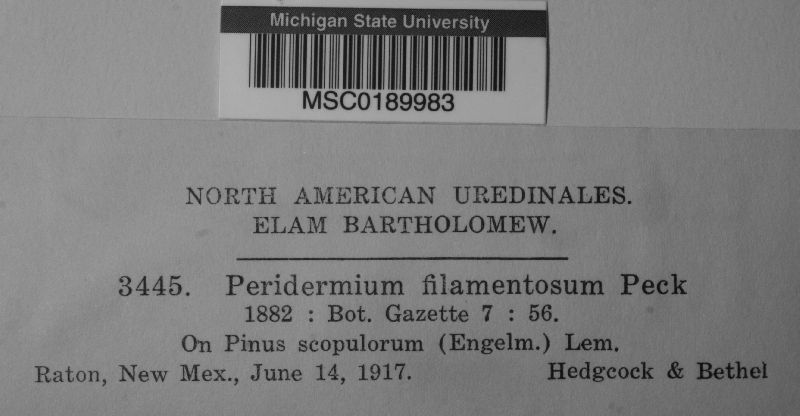 Michigan State University
MSC0189983
NORTH AMERICAN UREDINALES.
ELAM BARTHOLOMEW.
3445. Peridermium filamentosum Peck
1882 : Bot. Gazette 7 : 56.
On Pinus scopulorum (Engelm.) Lem.
Raton, New Mex., June 14, 1917. Hedgcock & Bethel